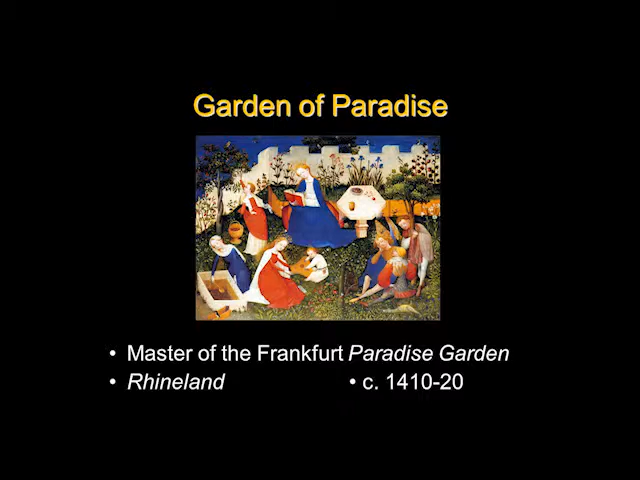 Garden of Paradise
• Master of the Frankfurt Paradise Garden
• Rhineland • c. 1410-20